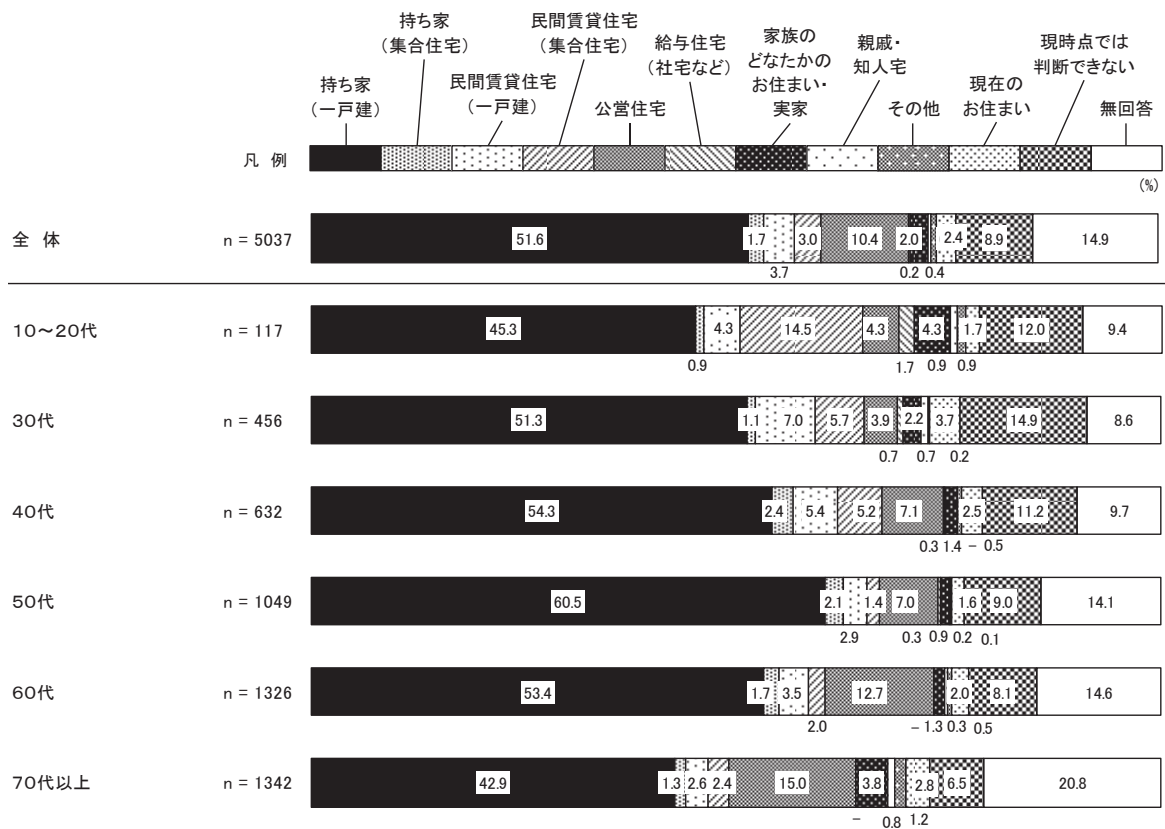 持ち家
（一戸建）
持ち家
（集合住宅）
民間賃貸住宅
（一戸建）
民間賃貸住宅
（集合住宅）
公営住宅
給与住宅
（社宅など）
家族の
どなたかの
お住まい・
実家
親戚・
知人宅
その他
現在の
お住まい
現時点では
判断できない
無回答
凡 例
(%)
全 体 n = 5037 51.6 1.7 3.0 10.4 2.0 2.4 8.9 14.9
3.7 0.2 0.4
10～20代 n = 117 45.3 4.3 14.5 4.3 4.3 1.7 12.0 9.4
0.9 1.7 0.9 0.9
30代 n = 456 51.3 1.1 7.0 5.7 3.9 2.2 3.7 14.9 8.6
0.7 0.7 0.2
40代 n = 632 54.3 2.4 5.4 5.2 7.1 2.5 11.2 9.7
0.3 1.4 – 0.5
50代 n = 1049 60.5 2.1 1.4 7.0 1.6 9.0 14.1
2.9 0.3 0.9 0.2 0.1
60代 n = 1326 53.4 1.7 3.5 12.7 2.0 8.1 14.6
2.0 – 1.3 0.3 0.5
70代以上 n = 1342 42.9 1.3 2.6 2.4 15.0 3.8 2.8 6.5 20.8
– 0.8 1.2